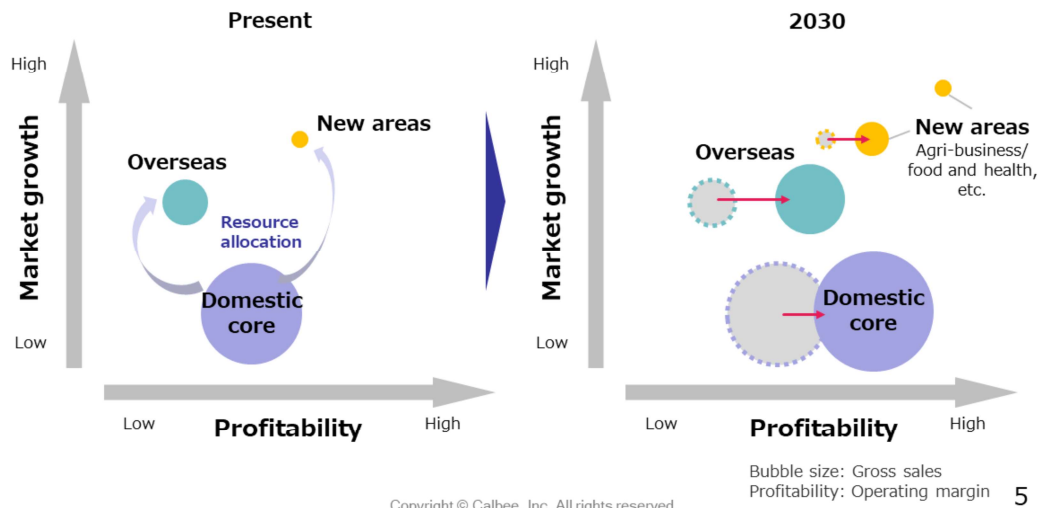 Present
High
Market growth
Low
Overseas
New areas
Resource
allocation
Domestic
core
Low
Profitability
High
2030
High
Market growth
Low
Overseas
New areas
Agri-business/
food and health,
etc.
Domestic
core
Low
Profitability
High
Bubble size: Gross sales
Profitability: Operating margin
5
Copyright © Calbee, Inc. All rights reserved